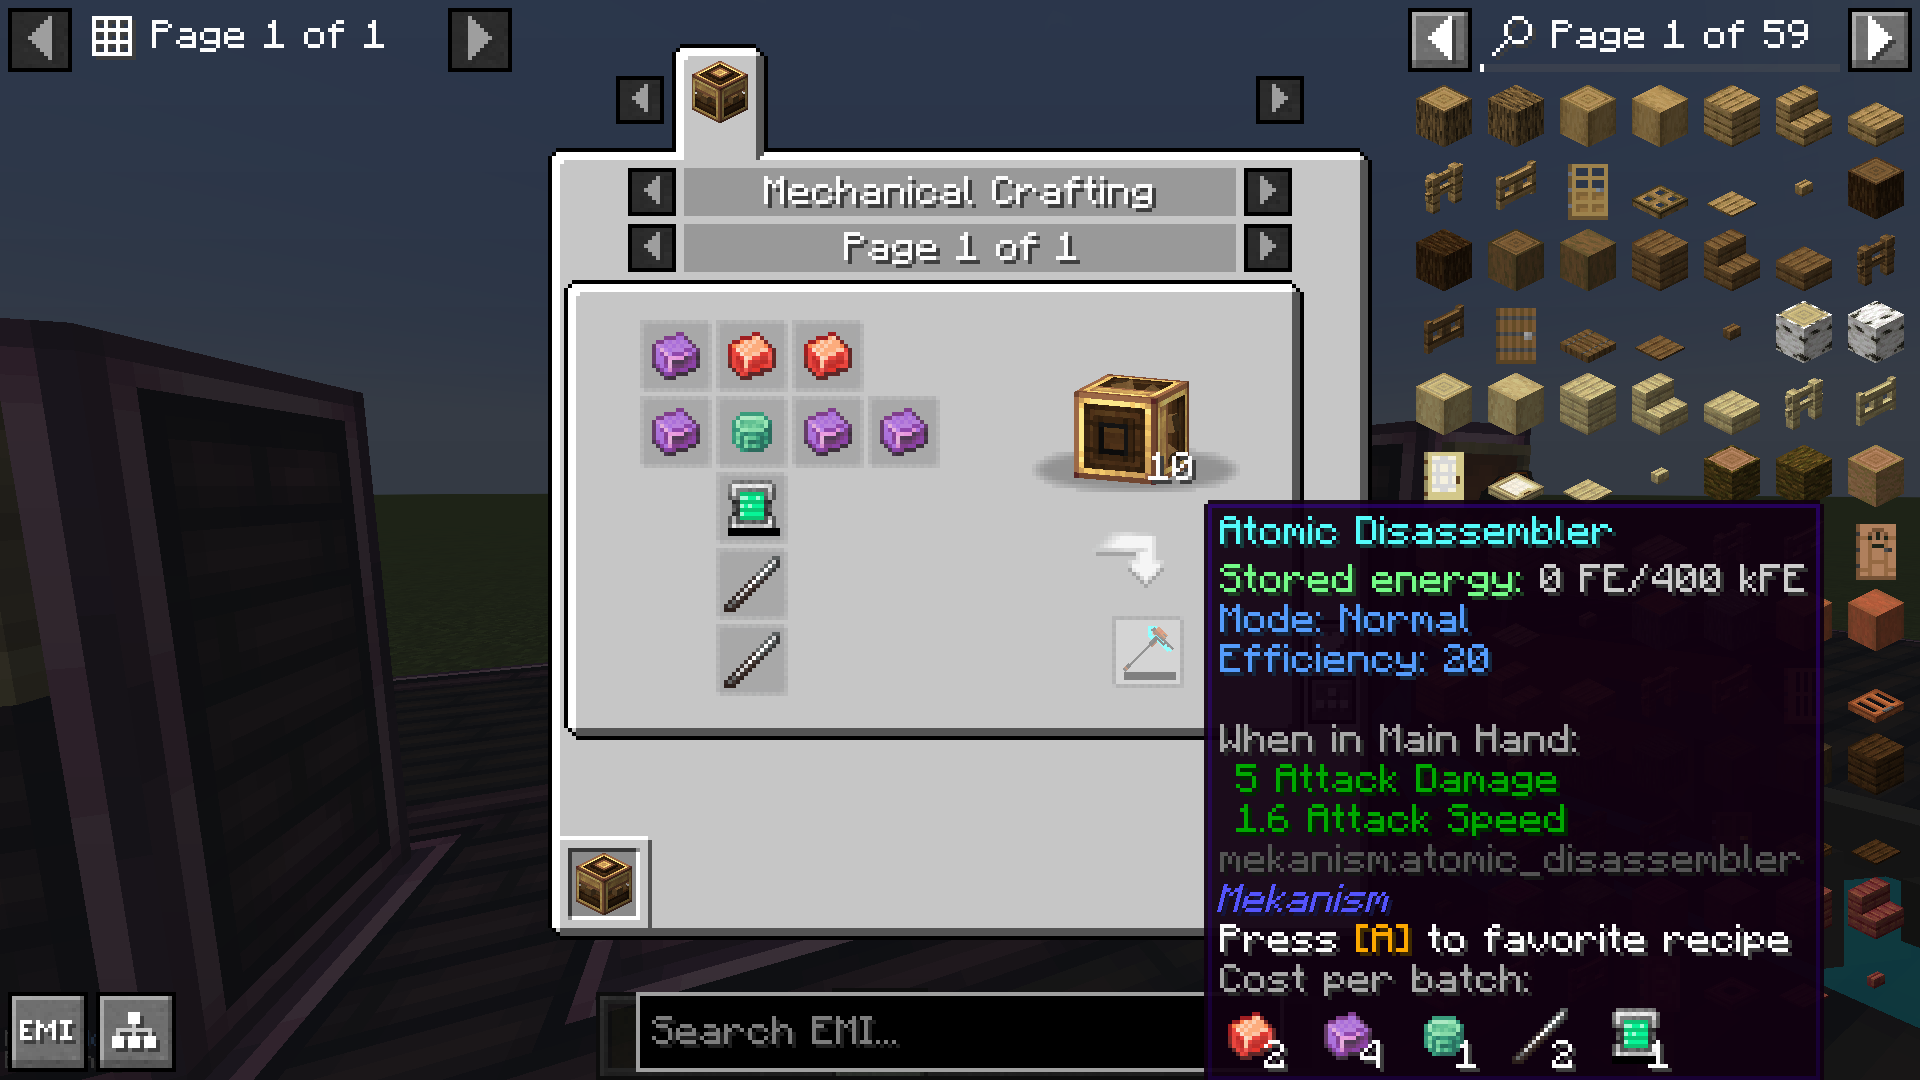 Page 1 of 1
Page 1 of 59
Mechanical Crafting
Page 1 of 1
10
Atomic Disassembler
Stored energy: 0 FE/400 kFE
Mode: Normal
Efficiency: 20
When in Main Hand:
5 Attack Damage
1.6 Attack Speed
mekanism:atomic_disassembler
Mekanism
Press [A] to favorite recipe
Cost per batch:
2 4 1 2 1
EMI
Search EMI...